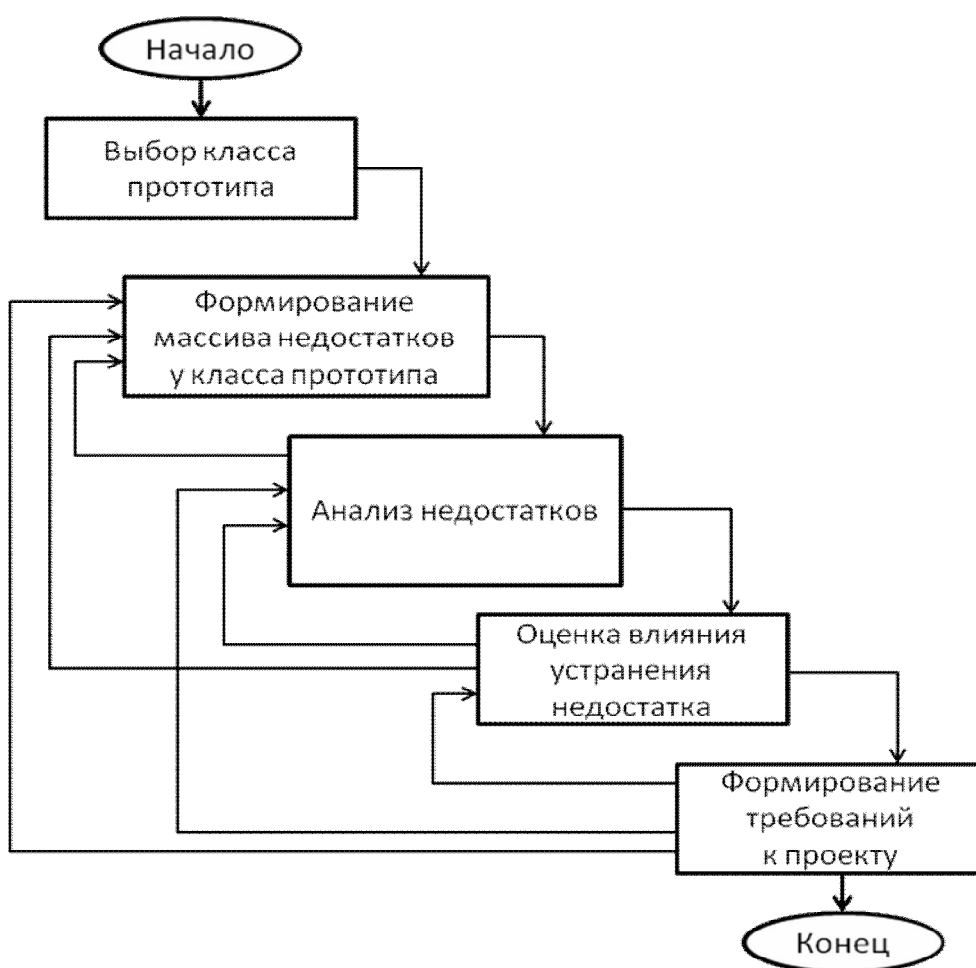 Начало
Выбор класса
прототипа
Формирование
массива недостатков
у класса прототипа
Анализ недостатков
Оценка влияния
устранения
недостатка
Формирование
требований
к проекту
Конец